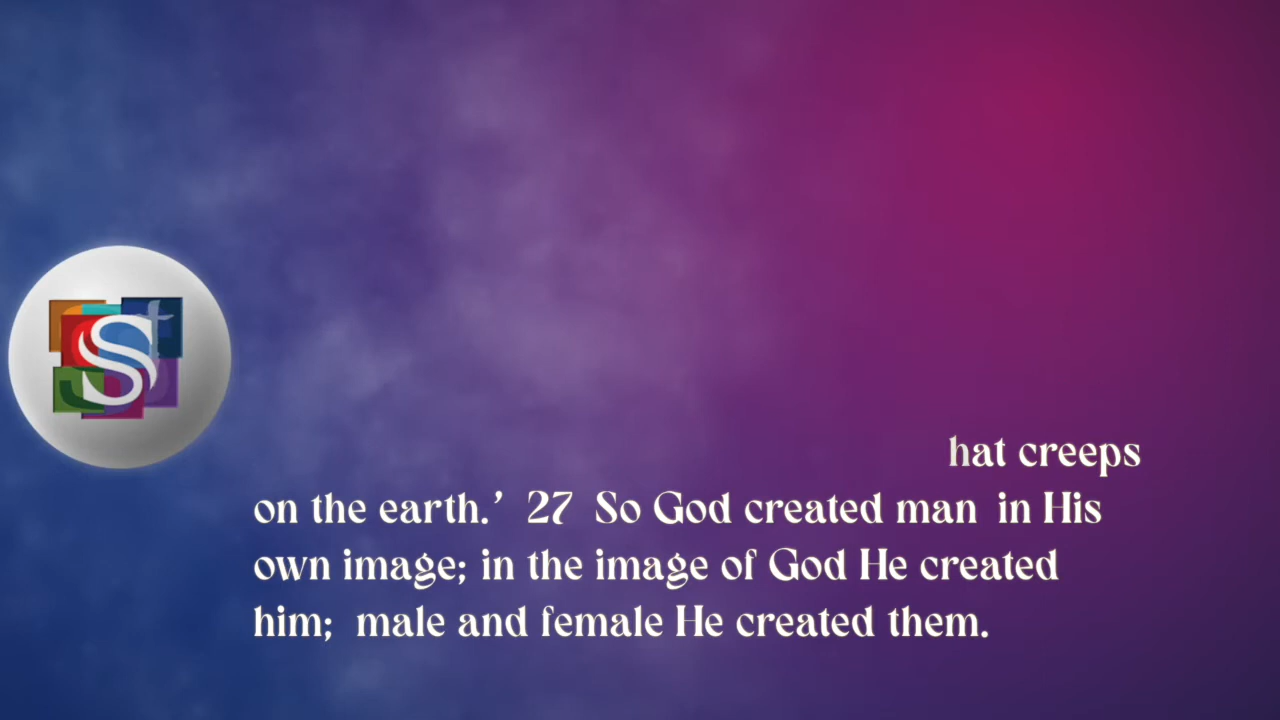 hat creeps
on the earth.’ 27 So God created man in His
own image; in the image of God He created
him; male and female He created them.
S